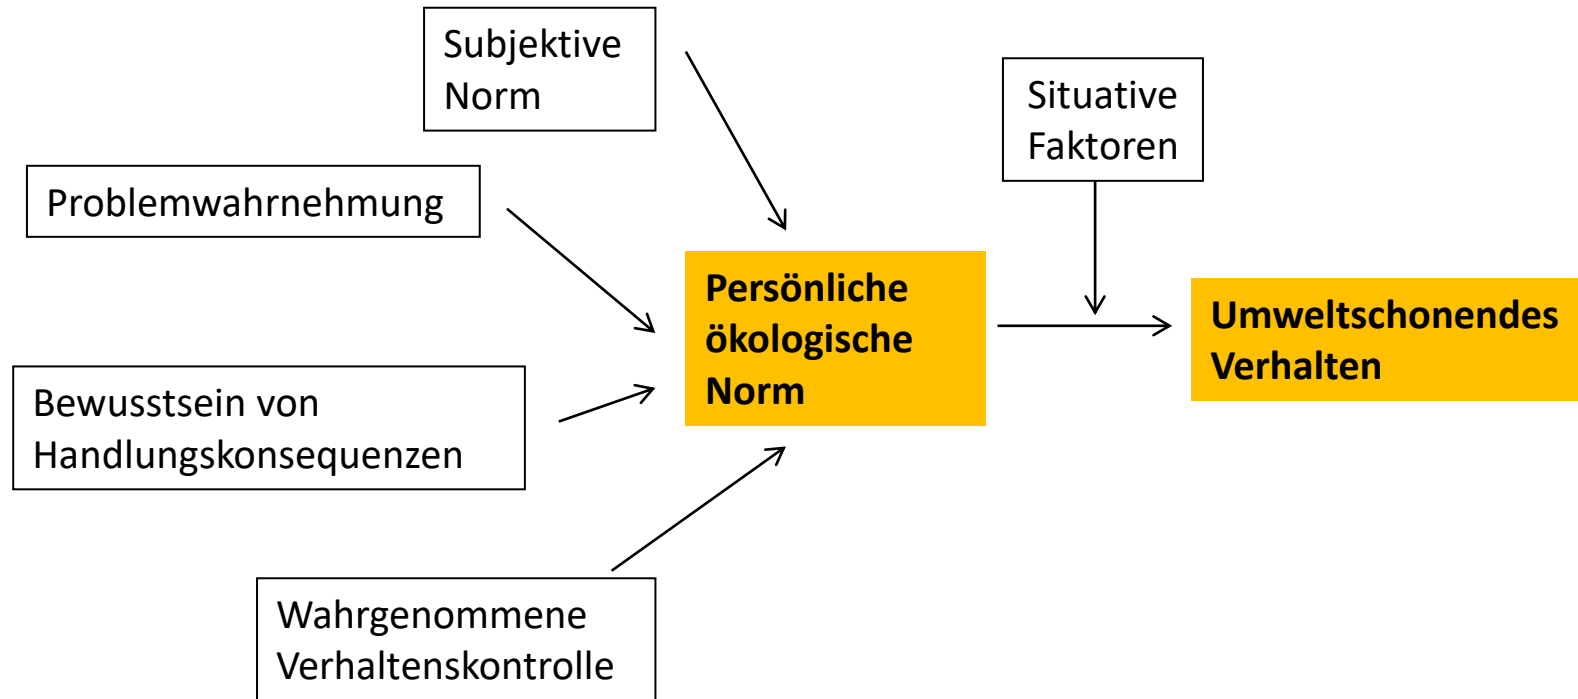 Subjektive
Norm
Situative
Faktoren
Problemwahrnehmung
Persönliche
ökologische
Norm
Umweltschonendes
Verhalten
Bewusstsein von
Handlungskonsequenzen
Wahrgenommene
Verhaltenskontrolle